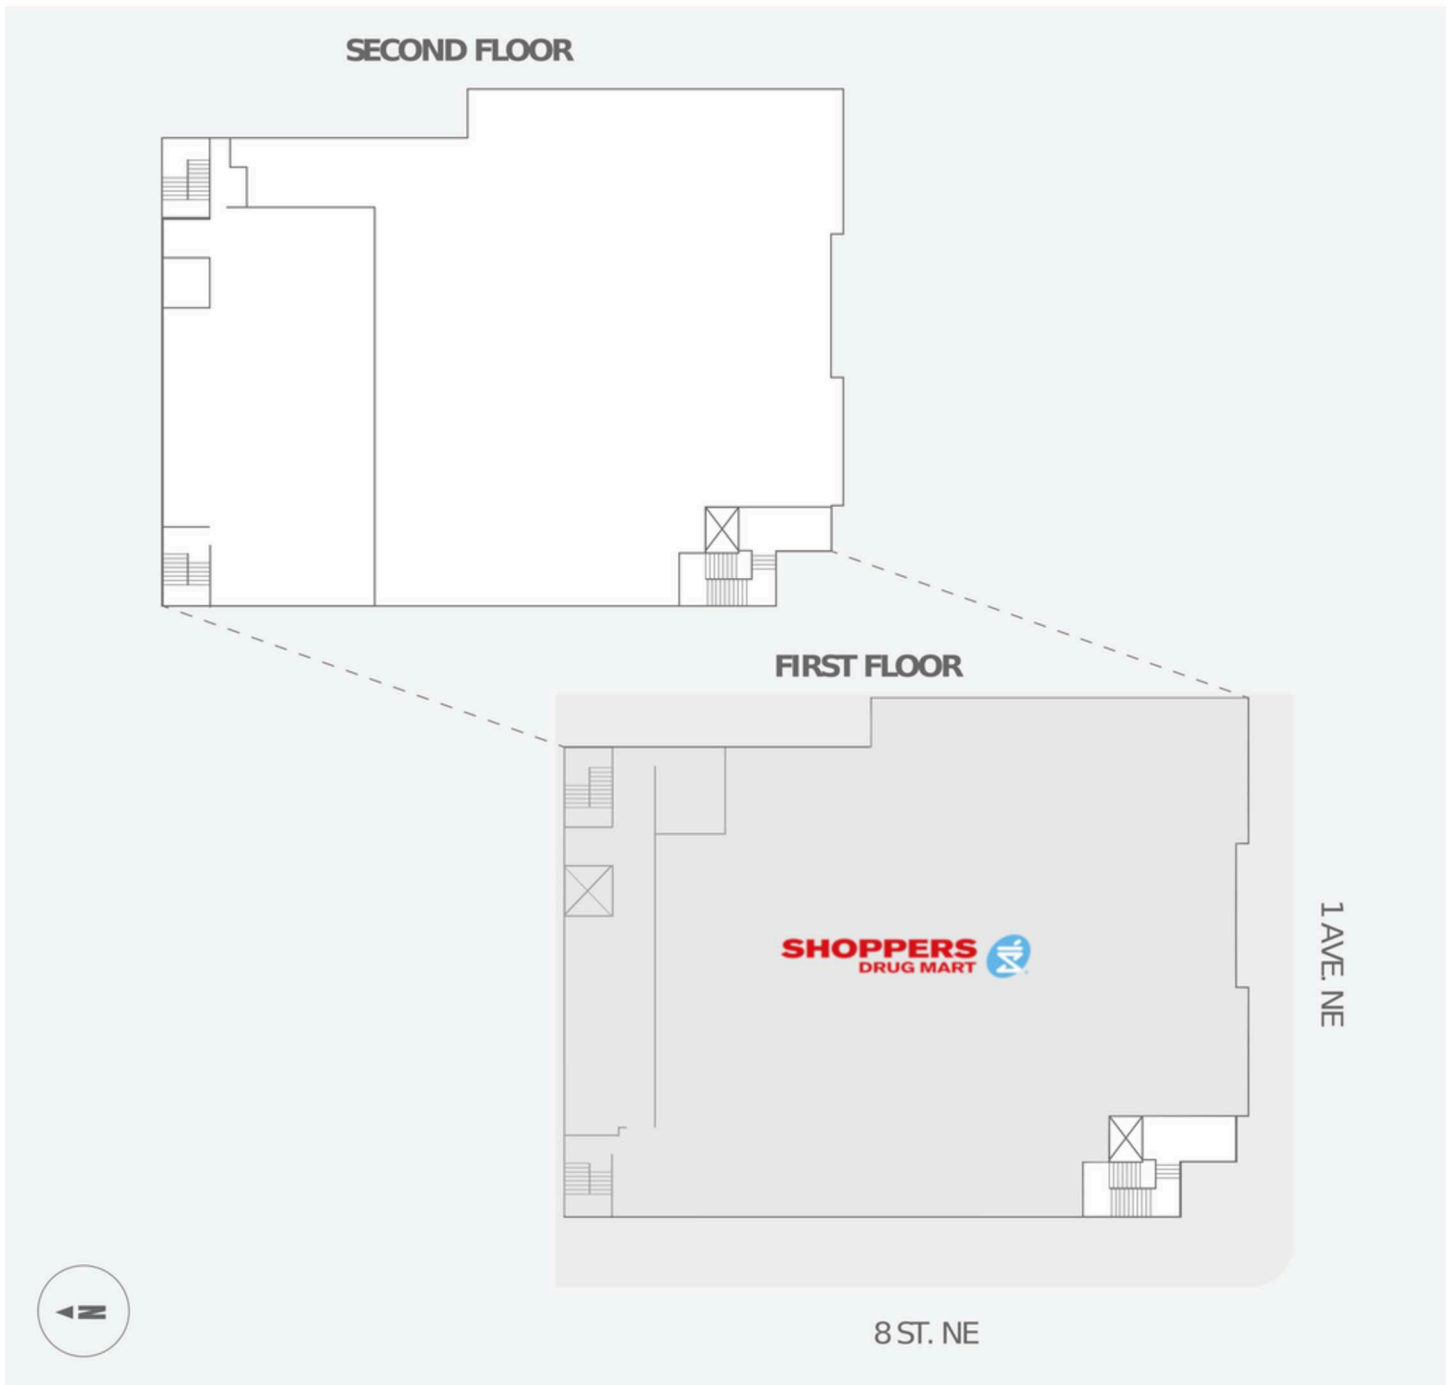 SECOND FLOOR
FIRST FLOOR
SHOPPERS
DRUG MART
1 AVE. NE
N
8 ST. NE